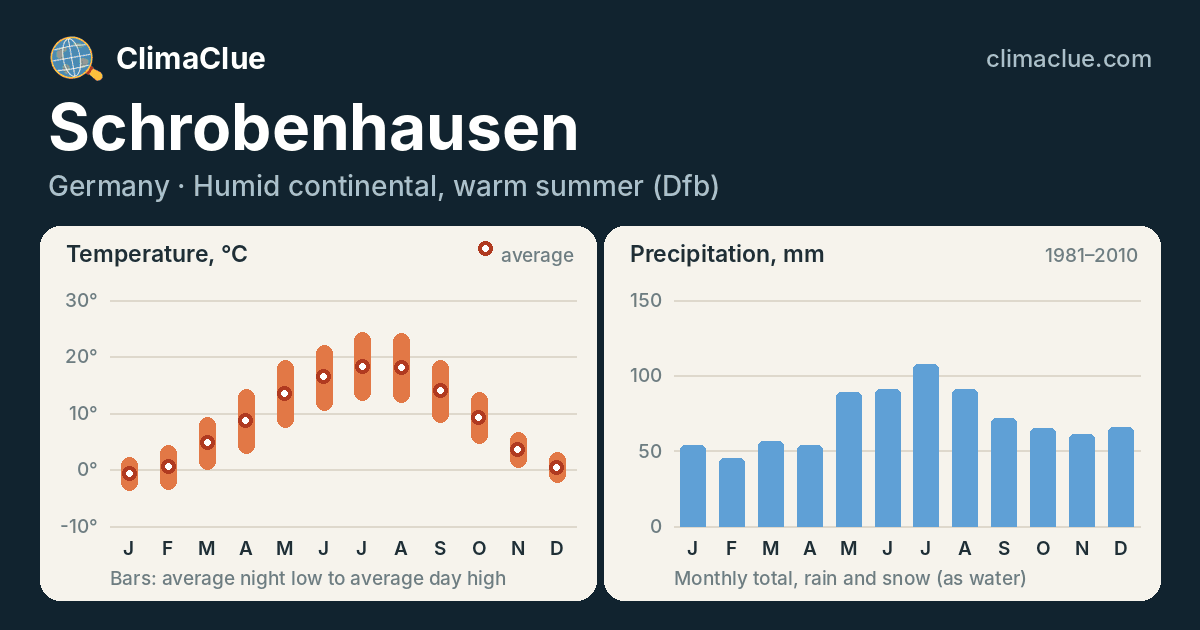 ClimaClue
climaclue.com
Schrobenhausen
Germany · Humid continental, warm summer (Dfb)
Temperature, °C
average
30°
20°
10°
0°
-10°
J F M A M J J A S O N D
Bars: average night low to average day high
Precipitation, mm
1981–2010
150
100
50
0
J F M A M J J A S O N D
Monthly total, rain and snow (as water)